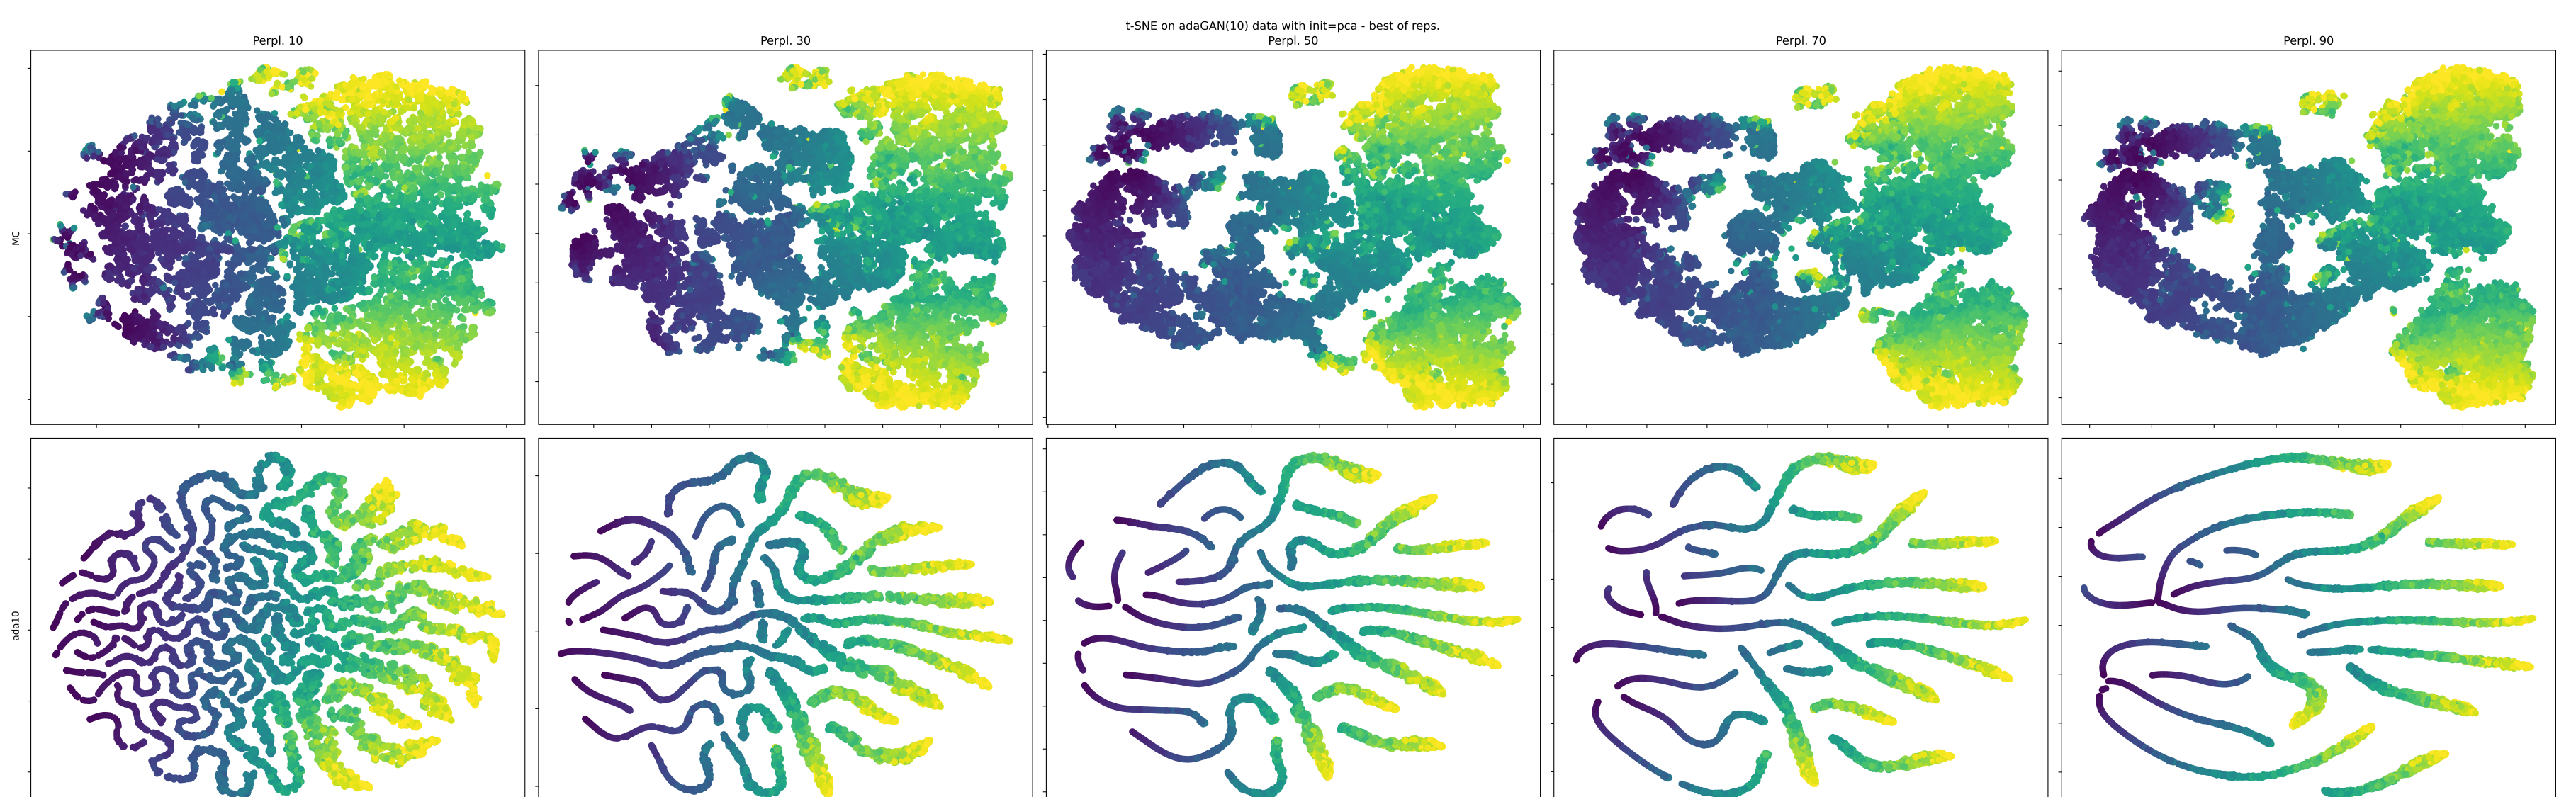 t-SNE on adaGAN(10) data with init=pca - best of reps.
Perpl. 10
Perpl. 30
Perpl. 50
Perpl. 70
Perpl. 90
MC
ada10